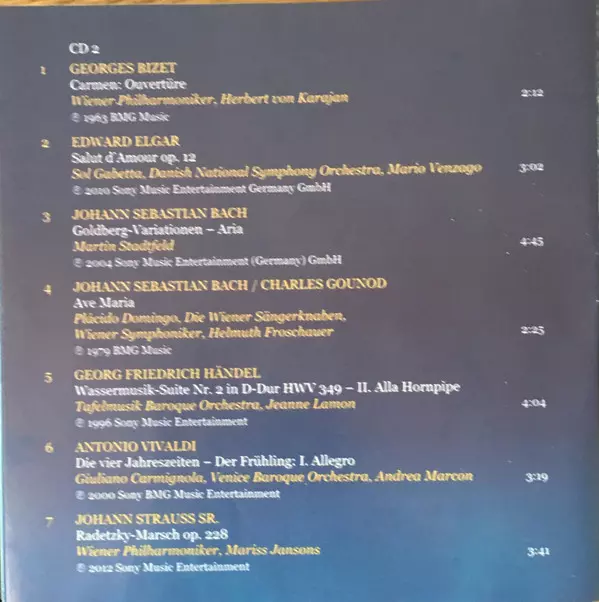 CD 2
1 GEORGES BIZET
Carmen: Ouvertüre
Wiener Philharmoniker, Herbert von Karajan 2:12
℗ 1963 BMG Music
2 EDWARD ELGAR
Salut d´Amour op. 12
Sol Gabetta, Danish National Symphony Orchestra, Mario Venzago 3:02
℗ 2010 Sony Music Entertainment Germany GmbH
3 JOHANN SEBASTIAN BACH
Goldberg-Variationen – Aria
Martin Stadtfeld 4:45
℗ 2004 Sony Music Entertainment (Germany) GmbH
4 JOHANN SEBASTIAN BACH / CHARLES GOUNOD
Ave Maria
Plácido Domingo, Die Wiener Sängerknaben,
Wiener Symphoniker, Helmuth Froschauer 2:25
℗ 1979 BMG Music
5 GEORG FRIEDRICH HÄNDEL
Wassermusik-Suite Nr. 2 in D-Dur HWV 349 – II. Alla Hornpipe
Tafelmusik Baroque Orchestra, Jeanne Lamon 4:04
℗ 1996 Sony Music Entertainment
6 ANTONIO VIVALDI
Die vier Jahreszeiten – Der Frühling: I. Allegro
Giuliano Carmignola, Venice Baroque Orchestra, Andrea Marcon 3:19
℗ 2000 Sony BMG Music Entertainment
7 JOHANN STRAUSS SR.
Radetzky-Marsch op. 228
Wiener Philharmoniker, Mariss Jansons 3:41
℗ 2012 Sony Music Entertainment